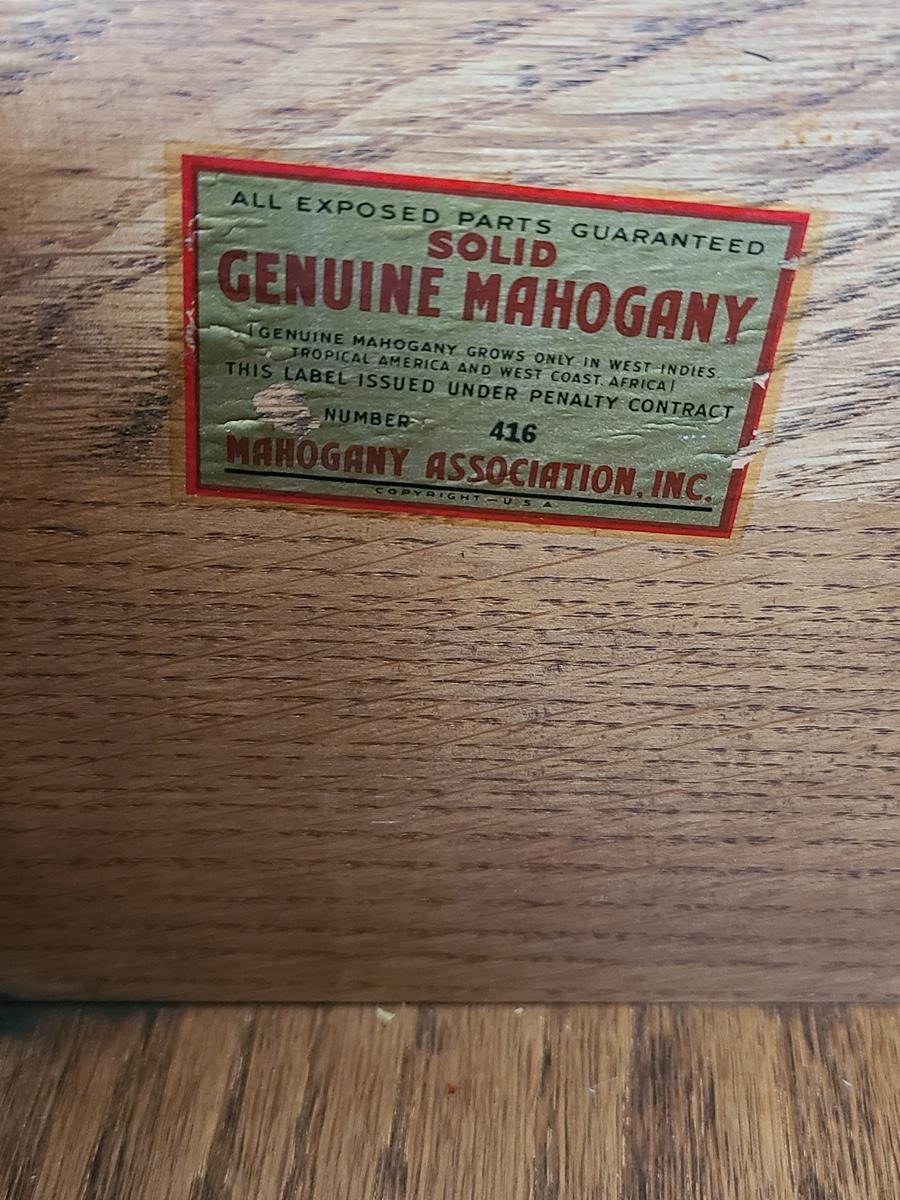 ALL EXPOSED PARTS GUARANTEED
SOLID
GENUINE MAHOGANY
(GENUINE MAHOGANY GROWS ONLY IN WEST INDIES,
TROPICAL AMERICA AND WEST COAST, AFRICA)
THIS LABEL ISSUED UNDER PENALTY CONTRACT
NUMBER 416
MAHOGANY ASSOCIATION, INC.
COPYRIGHT—U.S.A.